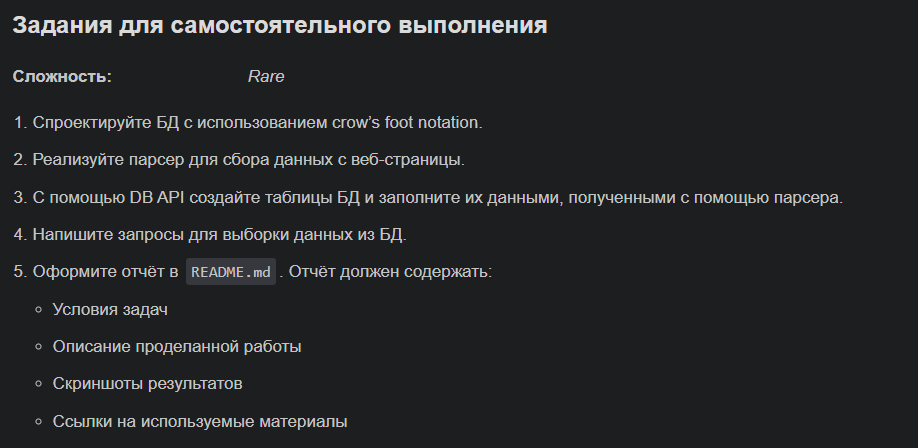 Задания для самостоятельного выполнения
Сложность: Rare
1. Спроектируйте БД с использованием crow’s foot notation.
2. Реализуйте парсер для сбора данных с веб-страницы.
3. С помощью DB API создайте таблицы БД и заполните их данными, полученными с помощью парсера.
4. Напишите запросы для выборки данных из БД.
5. Оформите отчёт в README.md . Отчёт должен содержать:
Условия задач
Описание проделанной работы
Скриншоты результатов
Ссылки на используемые материалы